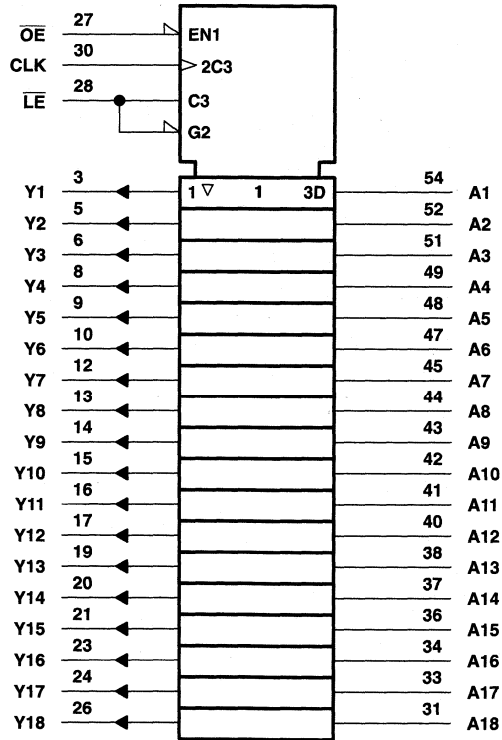 OE 27 EN1
CLK 30 2C3
LE 28 C3
G2
Y1 3 1 ▽ 1 3D 54 A1
Y2 5 52 A2
Y3 6 51 A3
Y4 8 49 A4
Y5 9 48 A5
Y6 10 47 A6
Y7 12 45 A7
Y8 13 44 A8
Y9 14 43 A9
Y10 15 42 A10
Y11 16 41 A11
Y12 17 40 A12
Y13 19 38 A13
Y14 20 37 A14
Y15 21 36 A15
Y16 23 34 A16
Y17 24 33 A17
Y18 26 31 A18